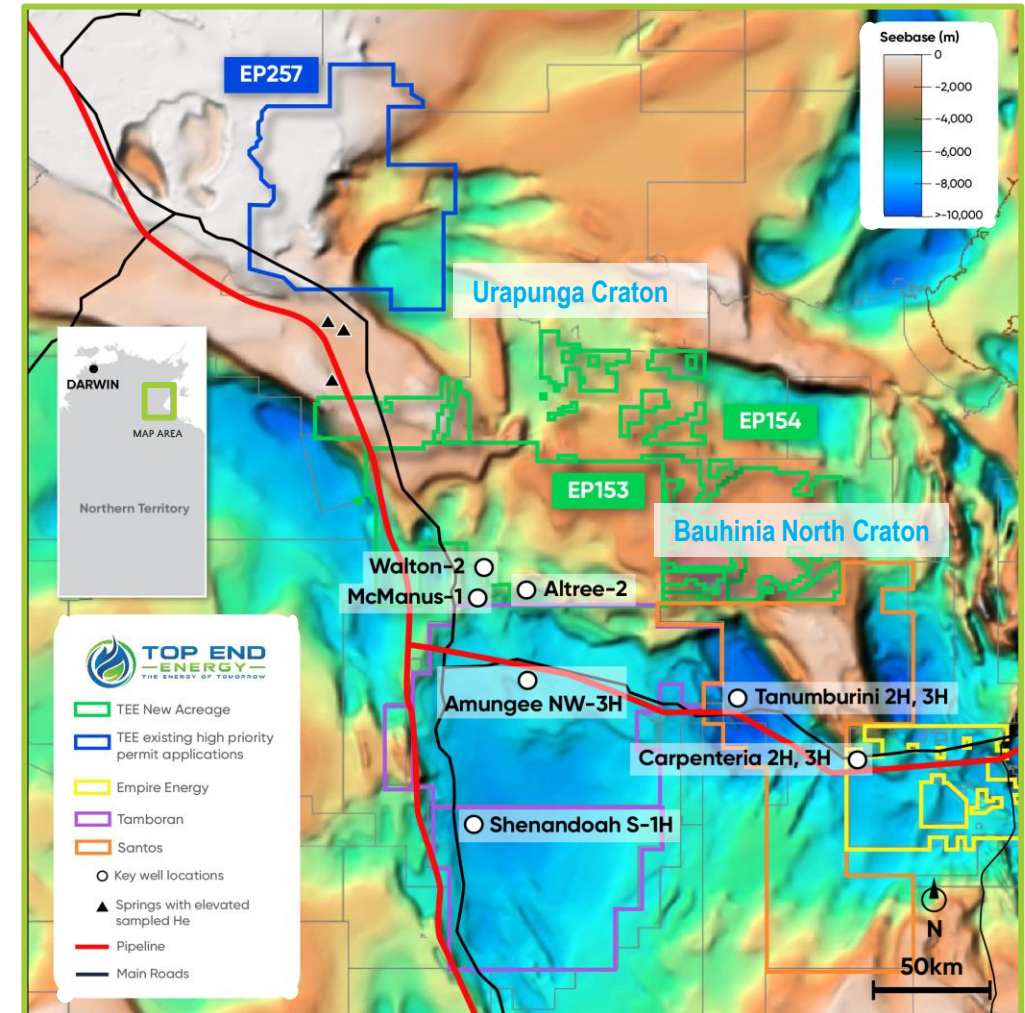 Seebase (m)
0
-2,000
-4,000
-6,000
-8,000
>-10,000
EP257
Urapunga Craton
DARWIN
MAP AREA
Northern Territory
EP154
EP153
Bauhinia North Craton
Walton-2
McManus-1
Altree-2
Amungee NW-3H
Tanumburini 2H, 3H
Carpenteria 2H, 3H
Shenandoah S-1H
TOP END
ENERGY
THE ENERGY OF TOMORROW
TEE New Acreage
TEE existing high priority
permit applications
Empire Energy
Tamboran
Santos
Key well locations
Springs with elevated
sampled He
Pipeline
Main Roads
N
50km